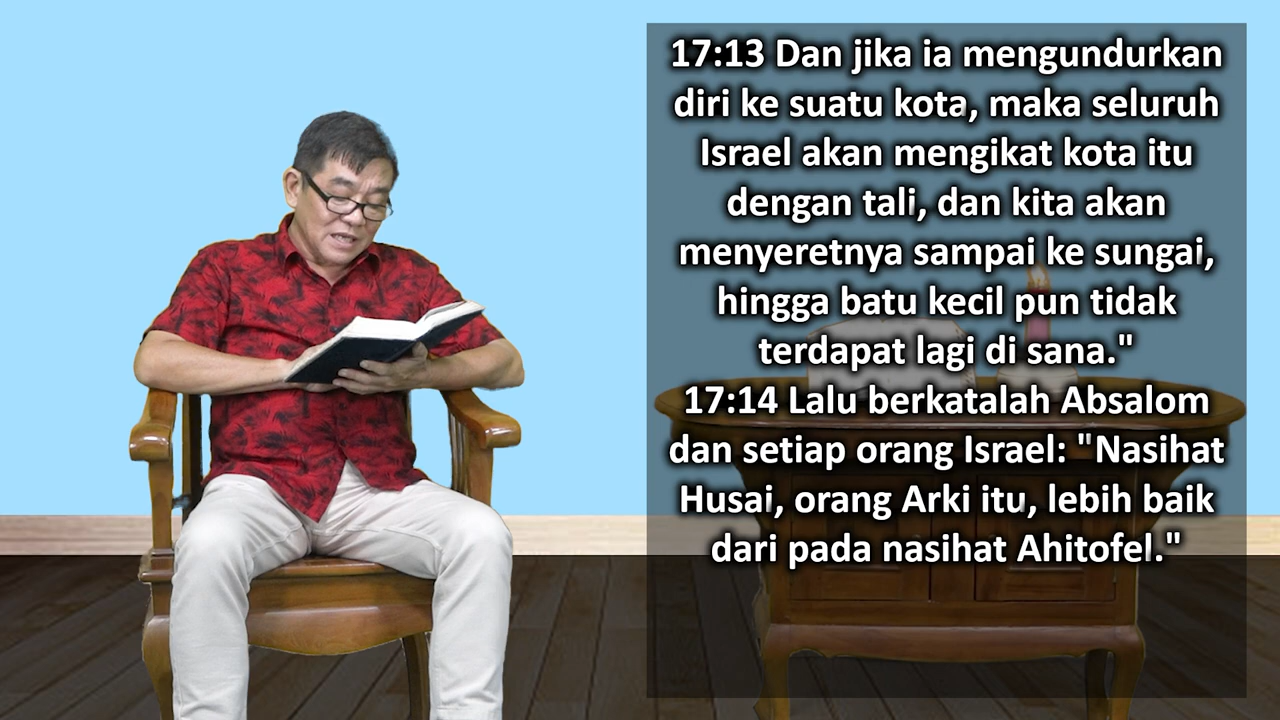 17:13 Dan jika ia mengundurkan
diri ke suatu kota, maka seluruh
Israel akan mengikat kota itu
dengan tali, dan kita akan
menyeretnya sampai ke sungai,
hingga batu kecil pun tidak
terdapat lagi di sana."
17:14 Lalu berkatalah Absalom
dan setiap orang Israel: "Nasihat
Husai, orang Arki itu, lebih baik
dari pada nasihat Ahitofel."